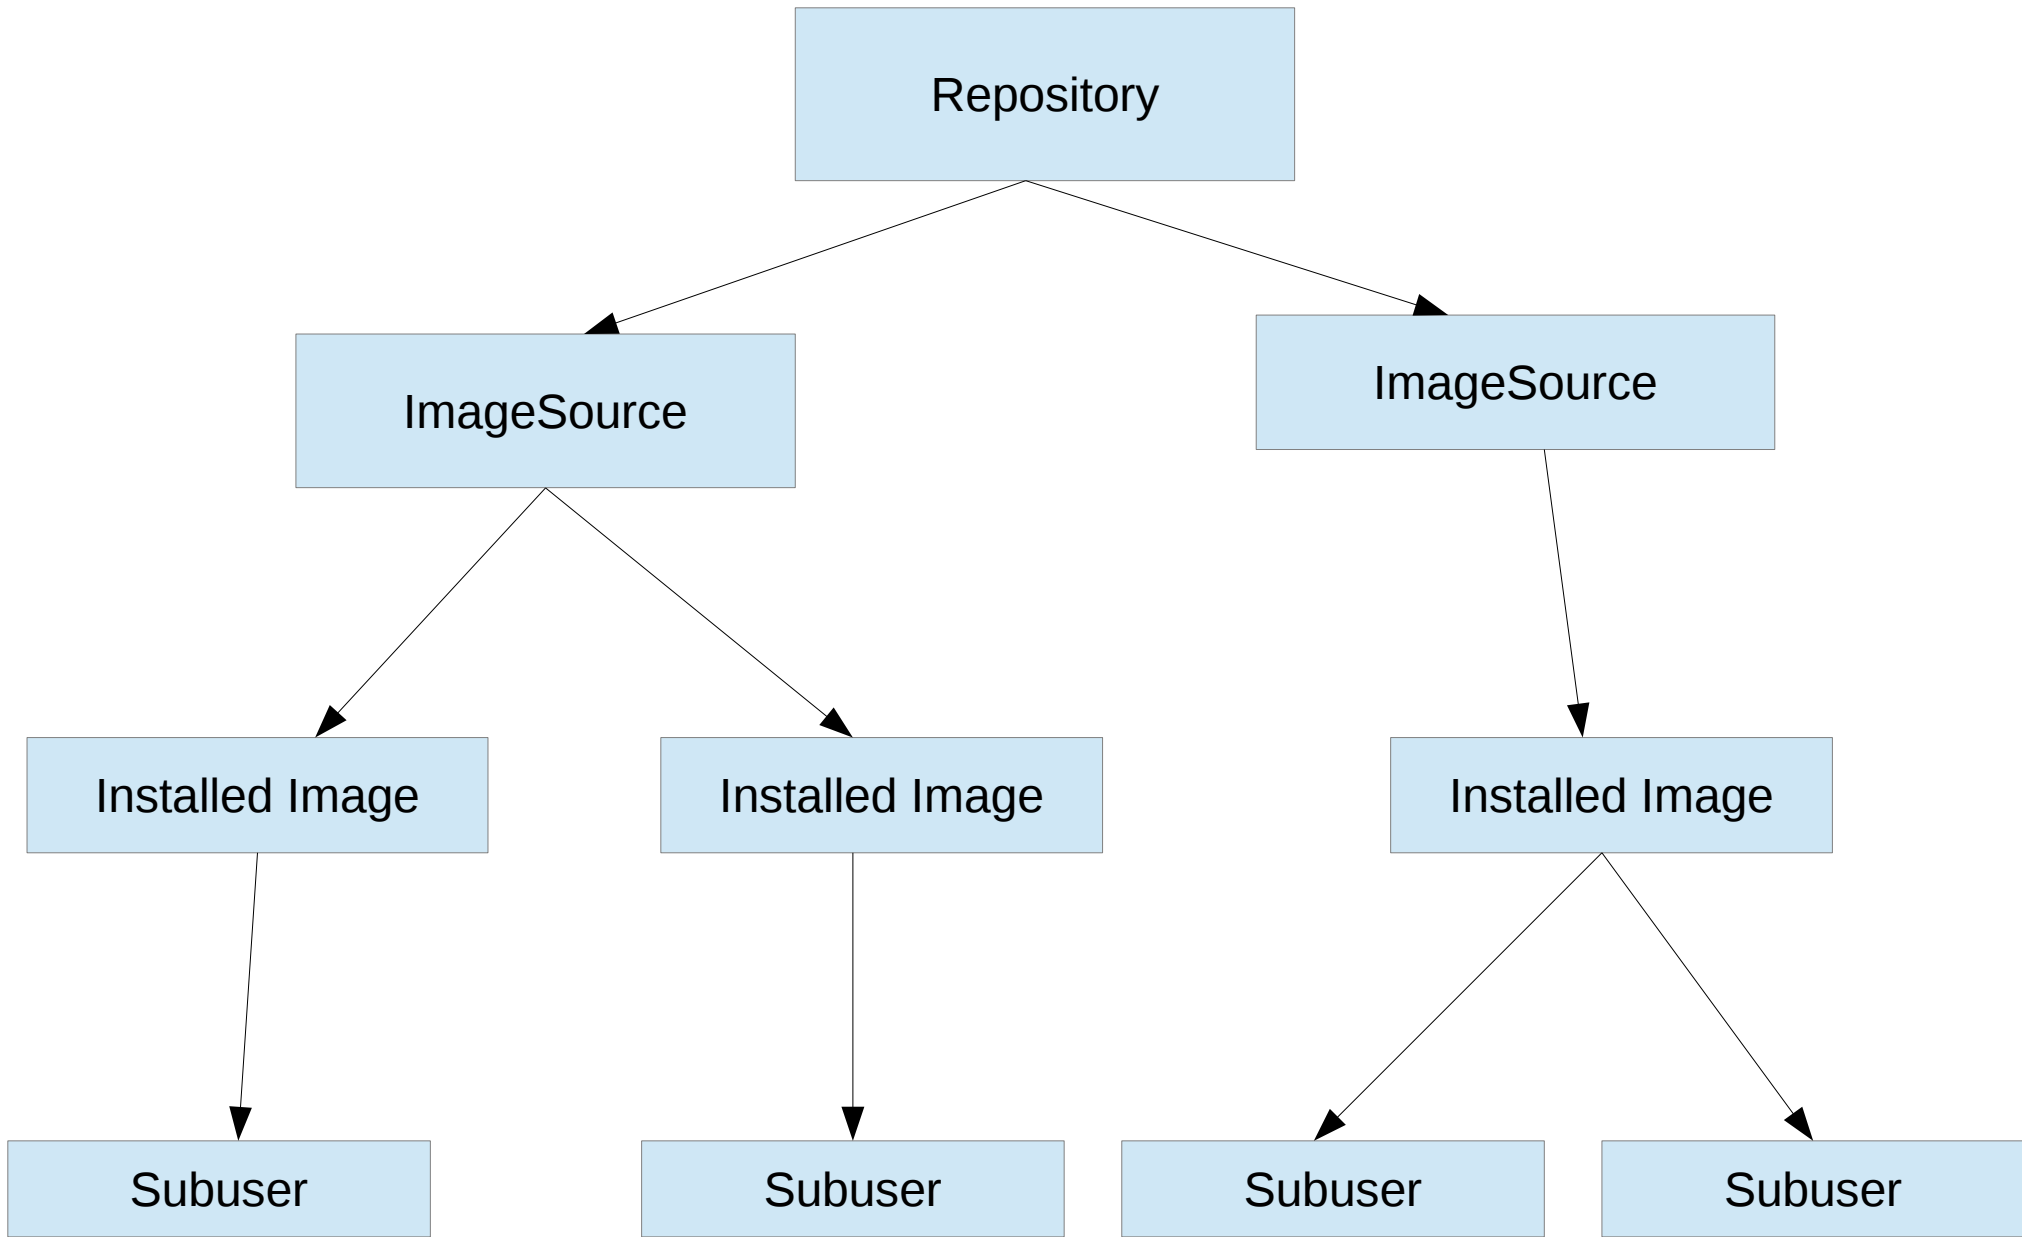 Repository
ImageSource
ImageSource
Installed Image
Installed Image
Installed Image
Subuser
Subuser
Subuser
Subuser